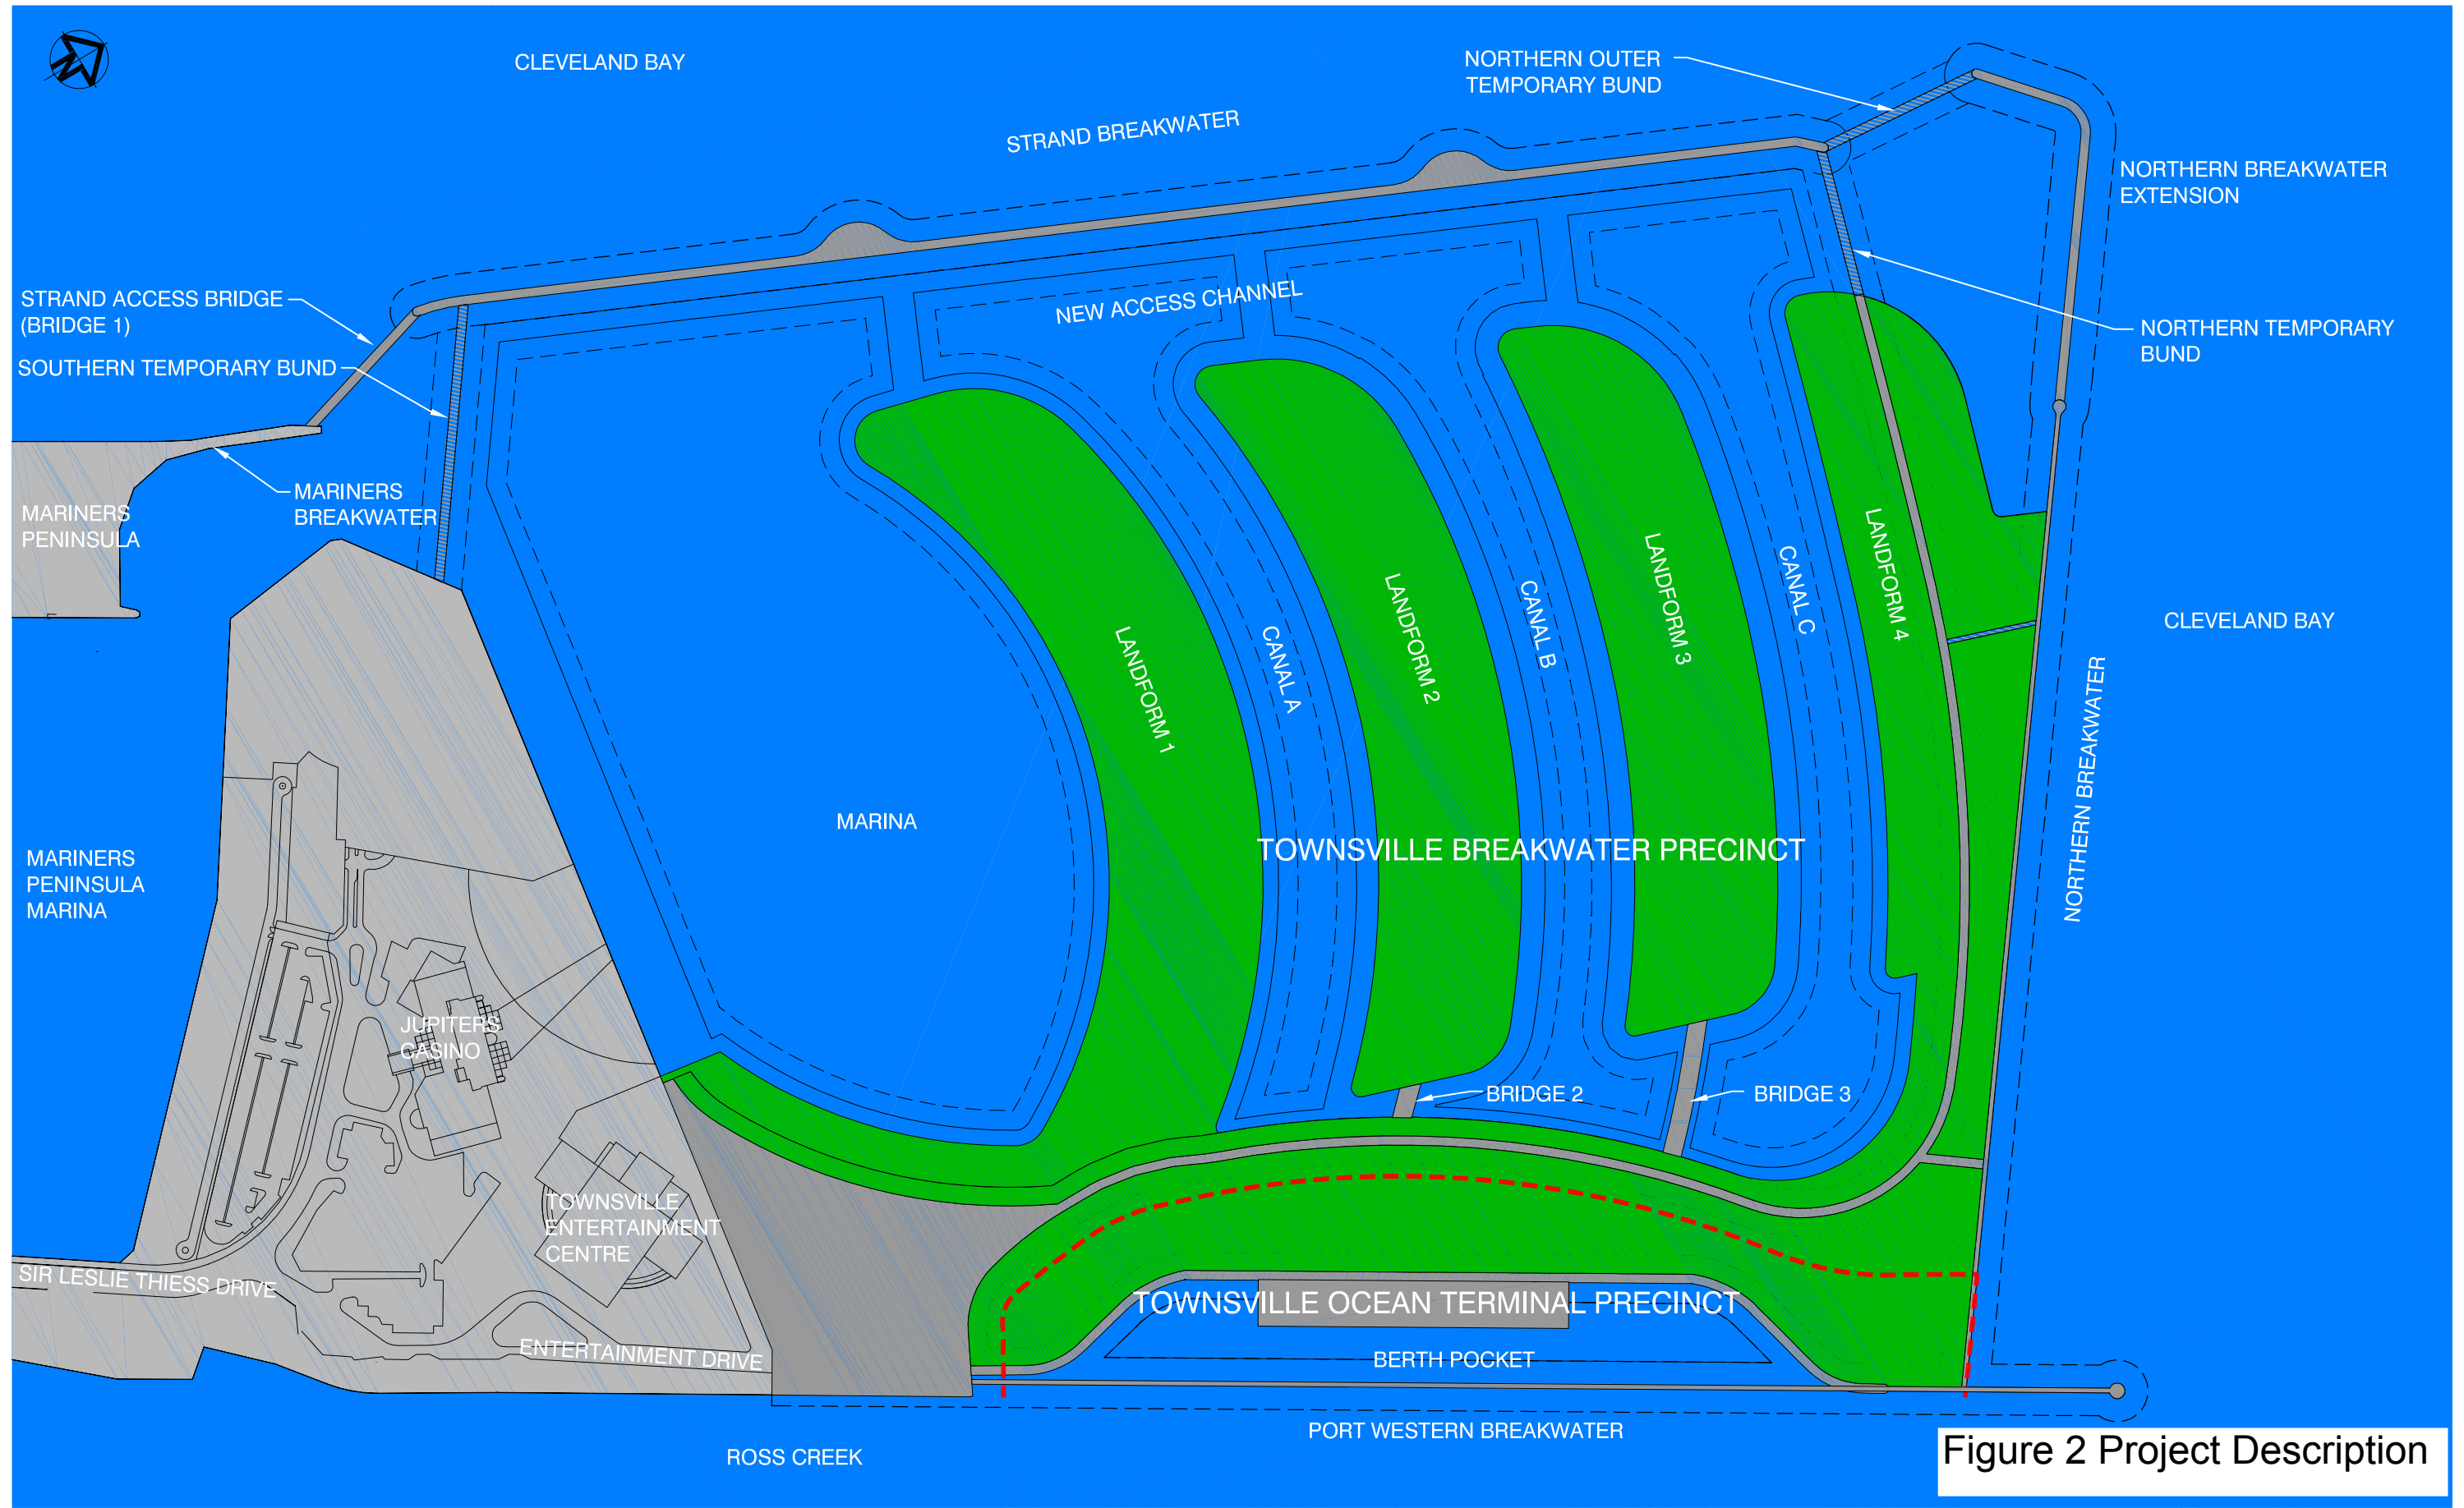 CLEVELAND BAY
NORTHERN OUTER
TEMPORARY BUND
STRAND BREAKWATER
NORTHERN BREAKWATER
EXTENSION
STRAND ACCESS BRIDGE
(BRIDGE 1)
NEW ACCESS CHANNEL
NORTHERN TEMPORARY
BUND
SOUTHERN TEMPORARY BUND
MARINERS
BREAKWATER
MARINERS
PENINSULA
LANDFORM 1
CANAL A
LANDFORM 2
CANAL B
LANDFORM 3
CANAL C
LANDFORM 4
CLEVELAND BAY
NORTHERN BREAKWATER
MARINA
TOWNSVILLE BREAKWATER PRECINCT
MARINERS
PENINSULA
MARINA
JUPITERS
CASINO
BRIDGE 2
BRIDGE 3
TOWNSVILLE
ENTERTAINMENT
CENTRE
SIR LESLIE THIESS DRIVE
TOWNSVILLE OCEAN TERMINAL PRECINCT
ENTERTAINMENT DRIVE
BERTH POCKET
PORT WESTERN BREAKWATER
ROSS CREEK
Figure 2 Project Description
N